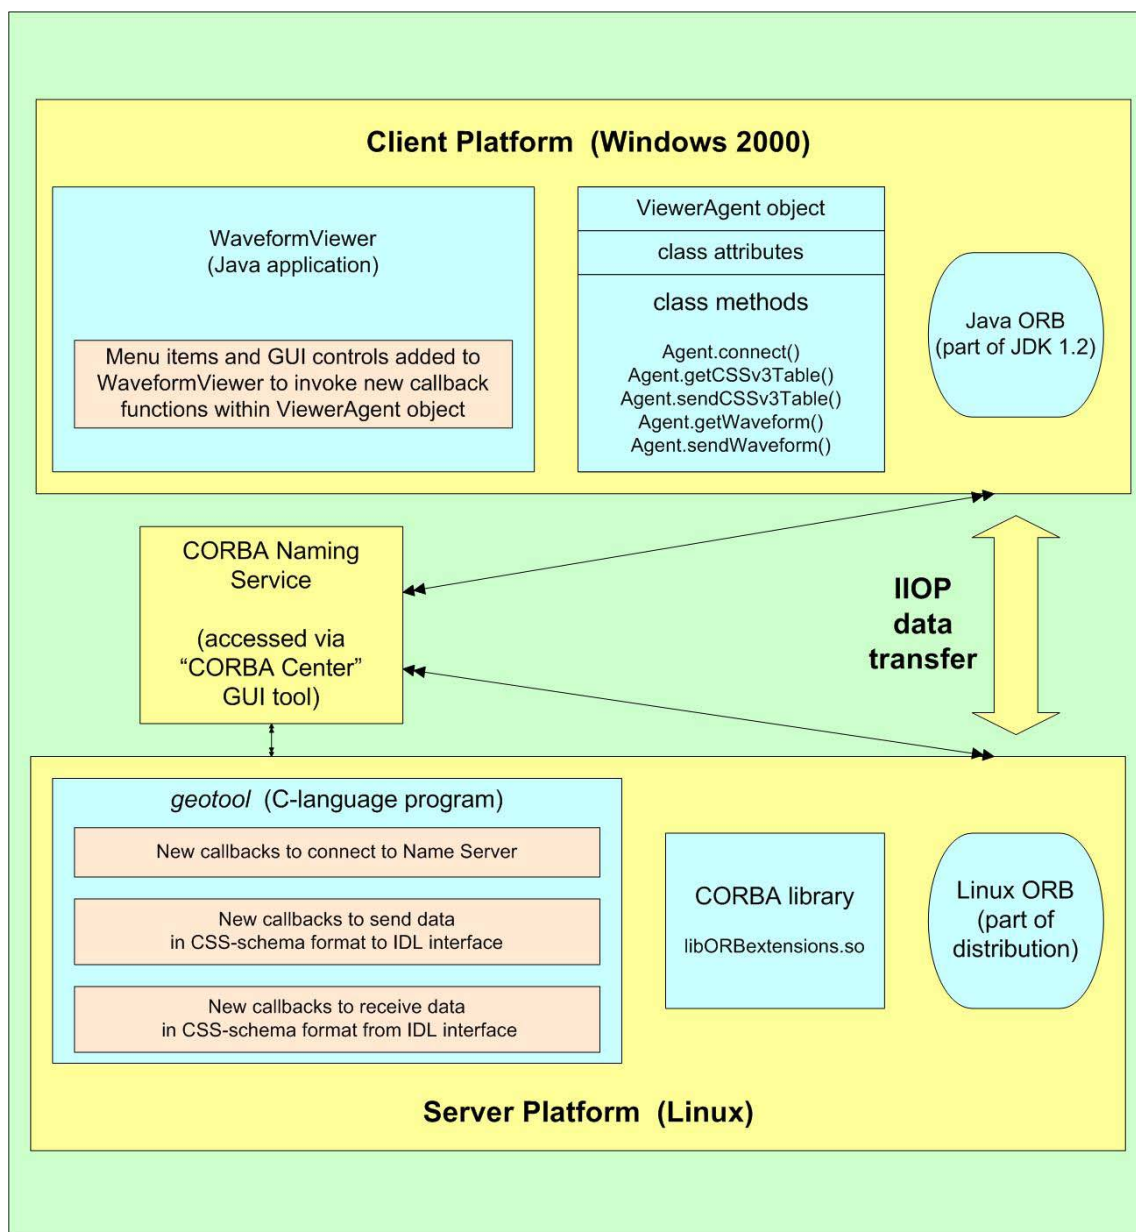 Client Platform (Windows 2000)
WaveformViewer
(Java application)
Menu items and GUI controls added to
WaveformViewer to invoke new callback
functions within ViewerAgent object
ViewerAgent object
class attributes
class methods
Agent.connect()
Agent.getCSSv3Table()
Agent.sendCSSv3Table()
Agent.getWaveform()
Agent.sendWaveform()
Java ORB
(part of JDK 1.2)
CORBA Naming
Service
(accessed via
“CORBA Center”
GUI tool)
IIOP
data
transfer
geotool (C-language program)
New callbacks to connect to Name Server
New callbacks to send data
in CSS-schema format to IDL interface
New callbacks to receive data
in CSS-schema format from IDL interface
CORBA library
libORBextensions.so
Linux ORB
(part of
distribution)
Server Platform (Linux)